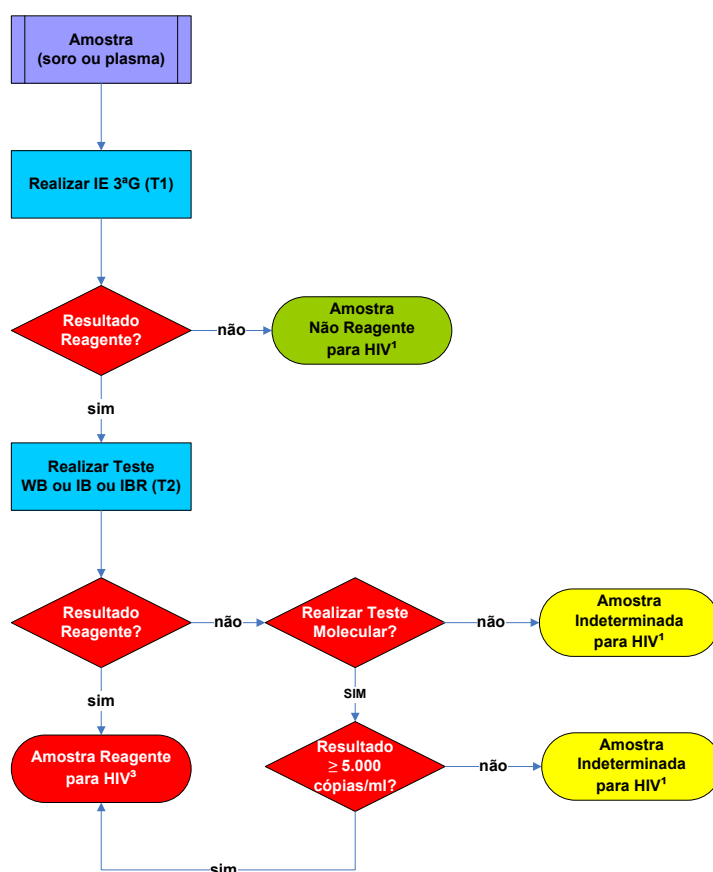 Amostra
(soro ou plasma)
Realizar IE 3ªG (T1)
Resultado
Reagente?
não
Amostra
Não Reagente
para HIV¹
sim
Realizar Teste
WB ou IB ou IBR (T2)
Resultado
Reagente?
não
Realizar Teste
Molecular?
não
Amostra
Indeterminada
para HIV¹
sim
SIM
Amostra Reagente
para HIV³
Resultado
≥ 5.000
cópias/ml?
não
Amostra
Indeterminada
para HIV¹
sim